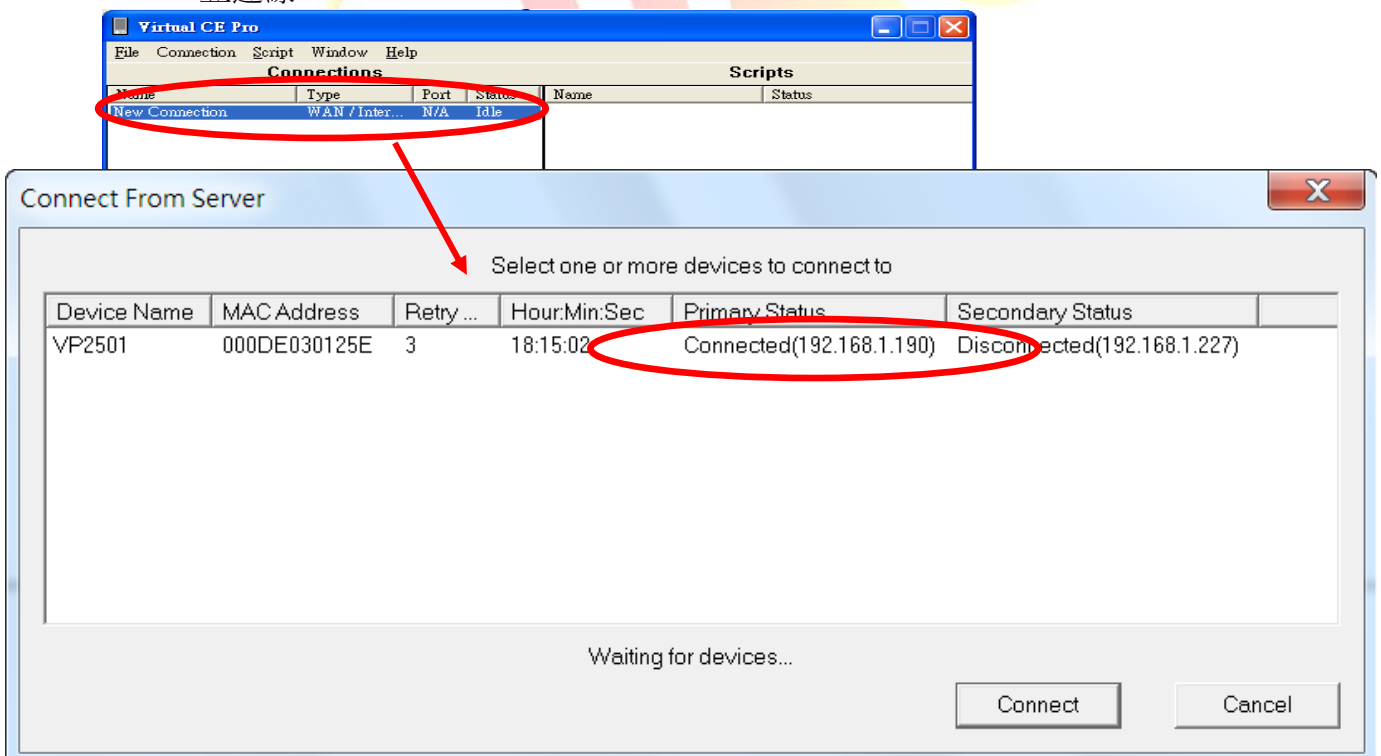 並連線
Virtual CE Pro
File Connection Script Window Help
Connections Scripts
Name Type Port Status Name Status
New Connection WAN / Inter... N/A Idle
Connect From Server
Select one or more devices to connect to
Device Name MAC Address Retry ... Hour:Min:Sec Primary Status Secondary Status
VP2501 000DE030125E 3 18:15:02 Connected(192.168.1.190) Disconnected(192.168.1.227)
Waiting for devices...
Connect Cancel